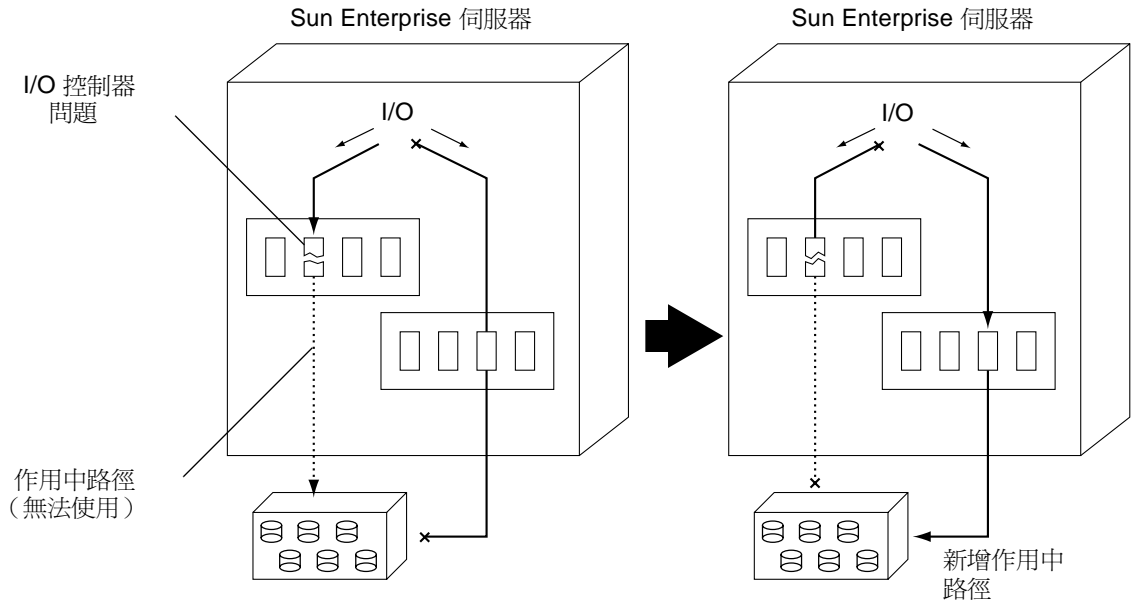 Sun Enterprise 伺服器
Sun Enterprise 伺服器
I/O 控制器
問題
I/O
I/O
作用中路徑
（無法使用）
新增作用中
路徑